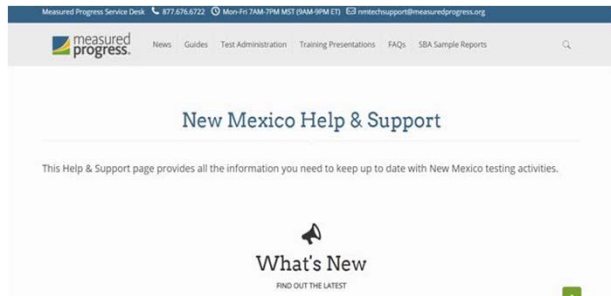 Measured Progress Service Desk 877.676.6722 Mon-Fri 7AM-7PM MST (9AM-9PM ET) nmtechsupport@measuredprogress.org
measured
progress.
News Guides Test Administration Training Presentations FAQs SBA Sample Reports
New Mexico Help & Support
This Help & Support page provides all the information you need to keep up to date with New Mexico testing activities.
What's New
FIND OUT THE LATEST